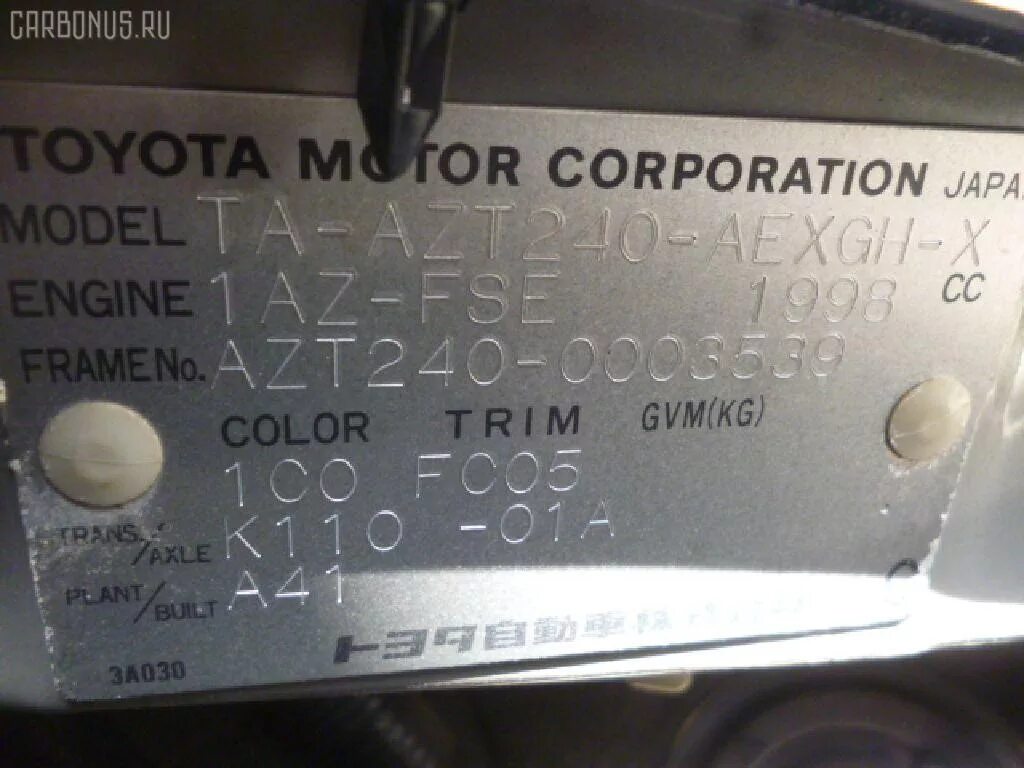 CARBONUS.RU
TOYOTA MOTOR CORPORATION JAPA
MODEL TA-AZT240-AEXGH-X
ENGINE 1AZ-FSE 1998 CC
FRAME No. AZT240-0003539
COLOR TRIM GVM(KG)
1C0 FC05
TRANS./AXLE K110 -01A
PLANT/BUILT A41
トヨタ自動車株
3A030